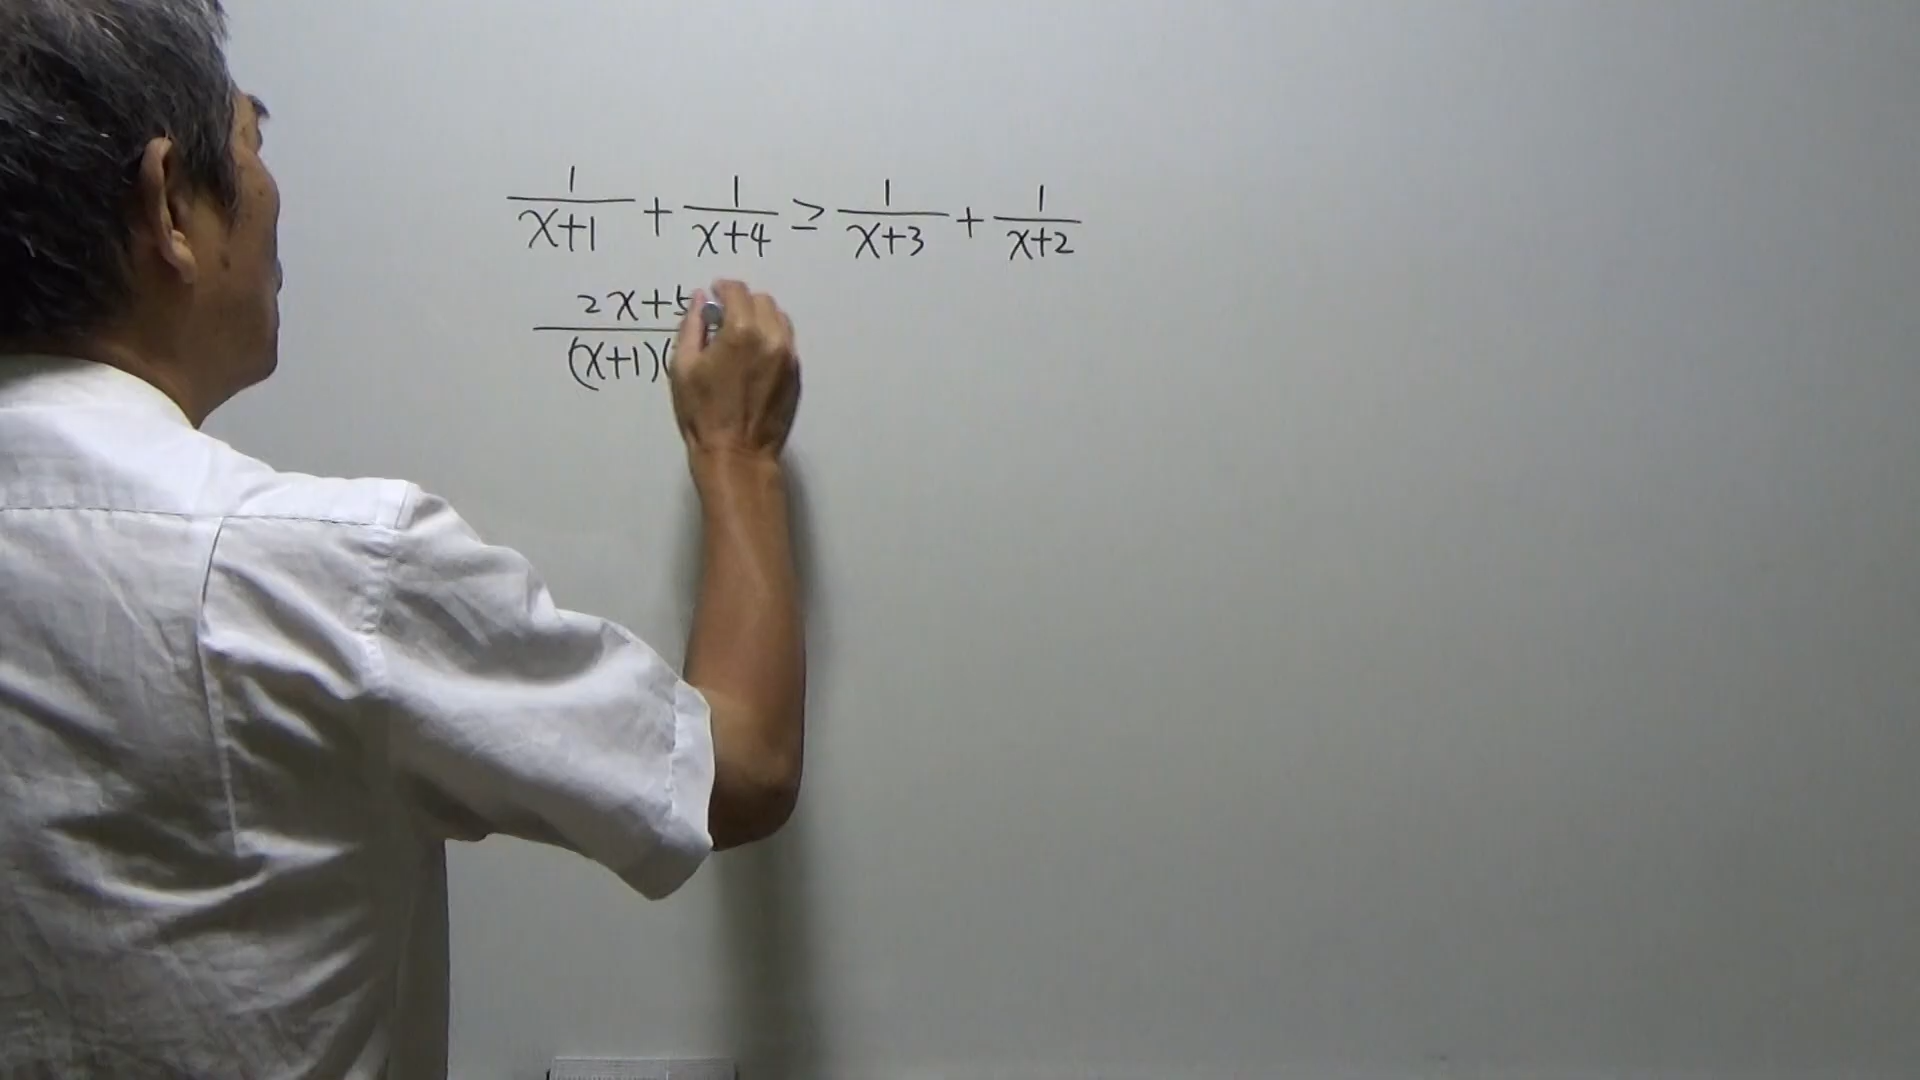 1/(x+1) + 1/(x+4) ≥ 1/(x+3) + 1/(x+2)
2x+5
(x+1)(